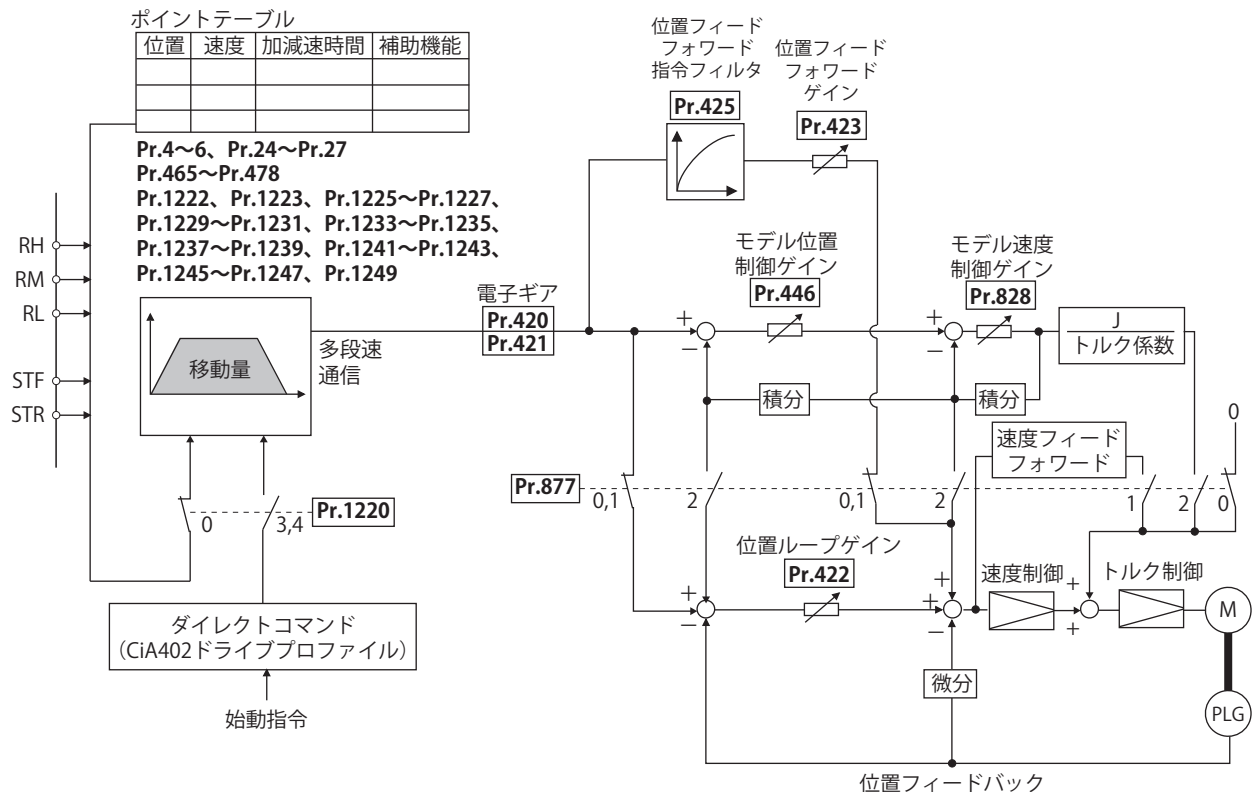 ポイントテーブル
位置 速度 加減速時間 補助機能
Pr.4～6、Pr.24～Pr.27
Pr.465～Pr.478
Pr.1222、Pr.1223、Pr.1225～Pr.1227、
Pr.1229～Pr.1231、Pr.1233～Pr.1235、
Pr.1237～Pr.1239、Pr.1241～Pr.1243、
Pr.1245～Pr.1247、Pr.1249
RH
RM
RL
STF
STR
移動量
多段速
通信
0
3,4
Pr.1220
ダイレクトコマンド
（CiA402ドライブプロファイル）
始動指令
電子ギア
Pr.420
Pr.421
位置フィード
フォワード
指令フィルタ
Pr.425
位置フィード
フォワード
ゲイン
Pr.423
モデル位置
制御ゲイン
Pr.446
モデル速度
制御ゲイン
Pr.828
+
−
+
−
J
トルク係数
積分
積分
0
速度フィード
フォワード
Pr.877
0,1
2
0,1
2
1
2
0
位置ループゲイン
Pr.422
速度制御
トルク制御
+
−
+
+
−
+
+
M
微分
PLG
位置フィードバック